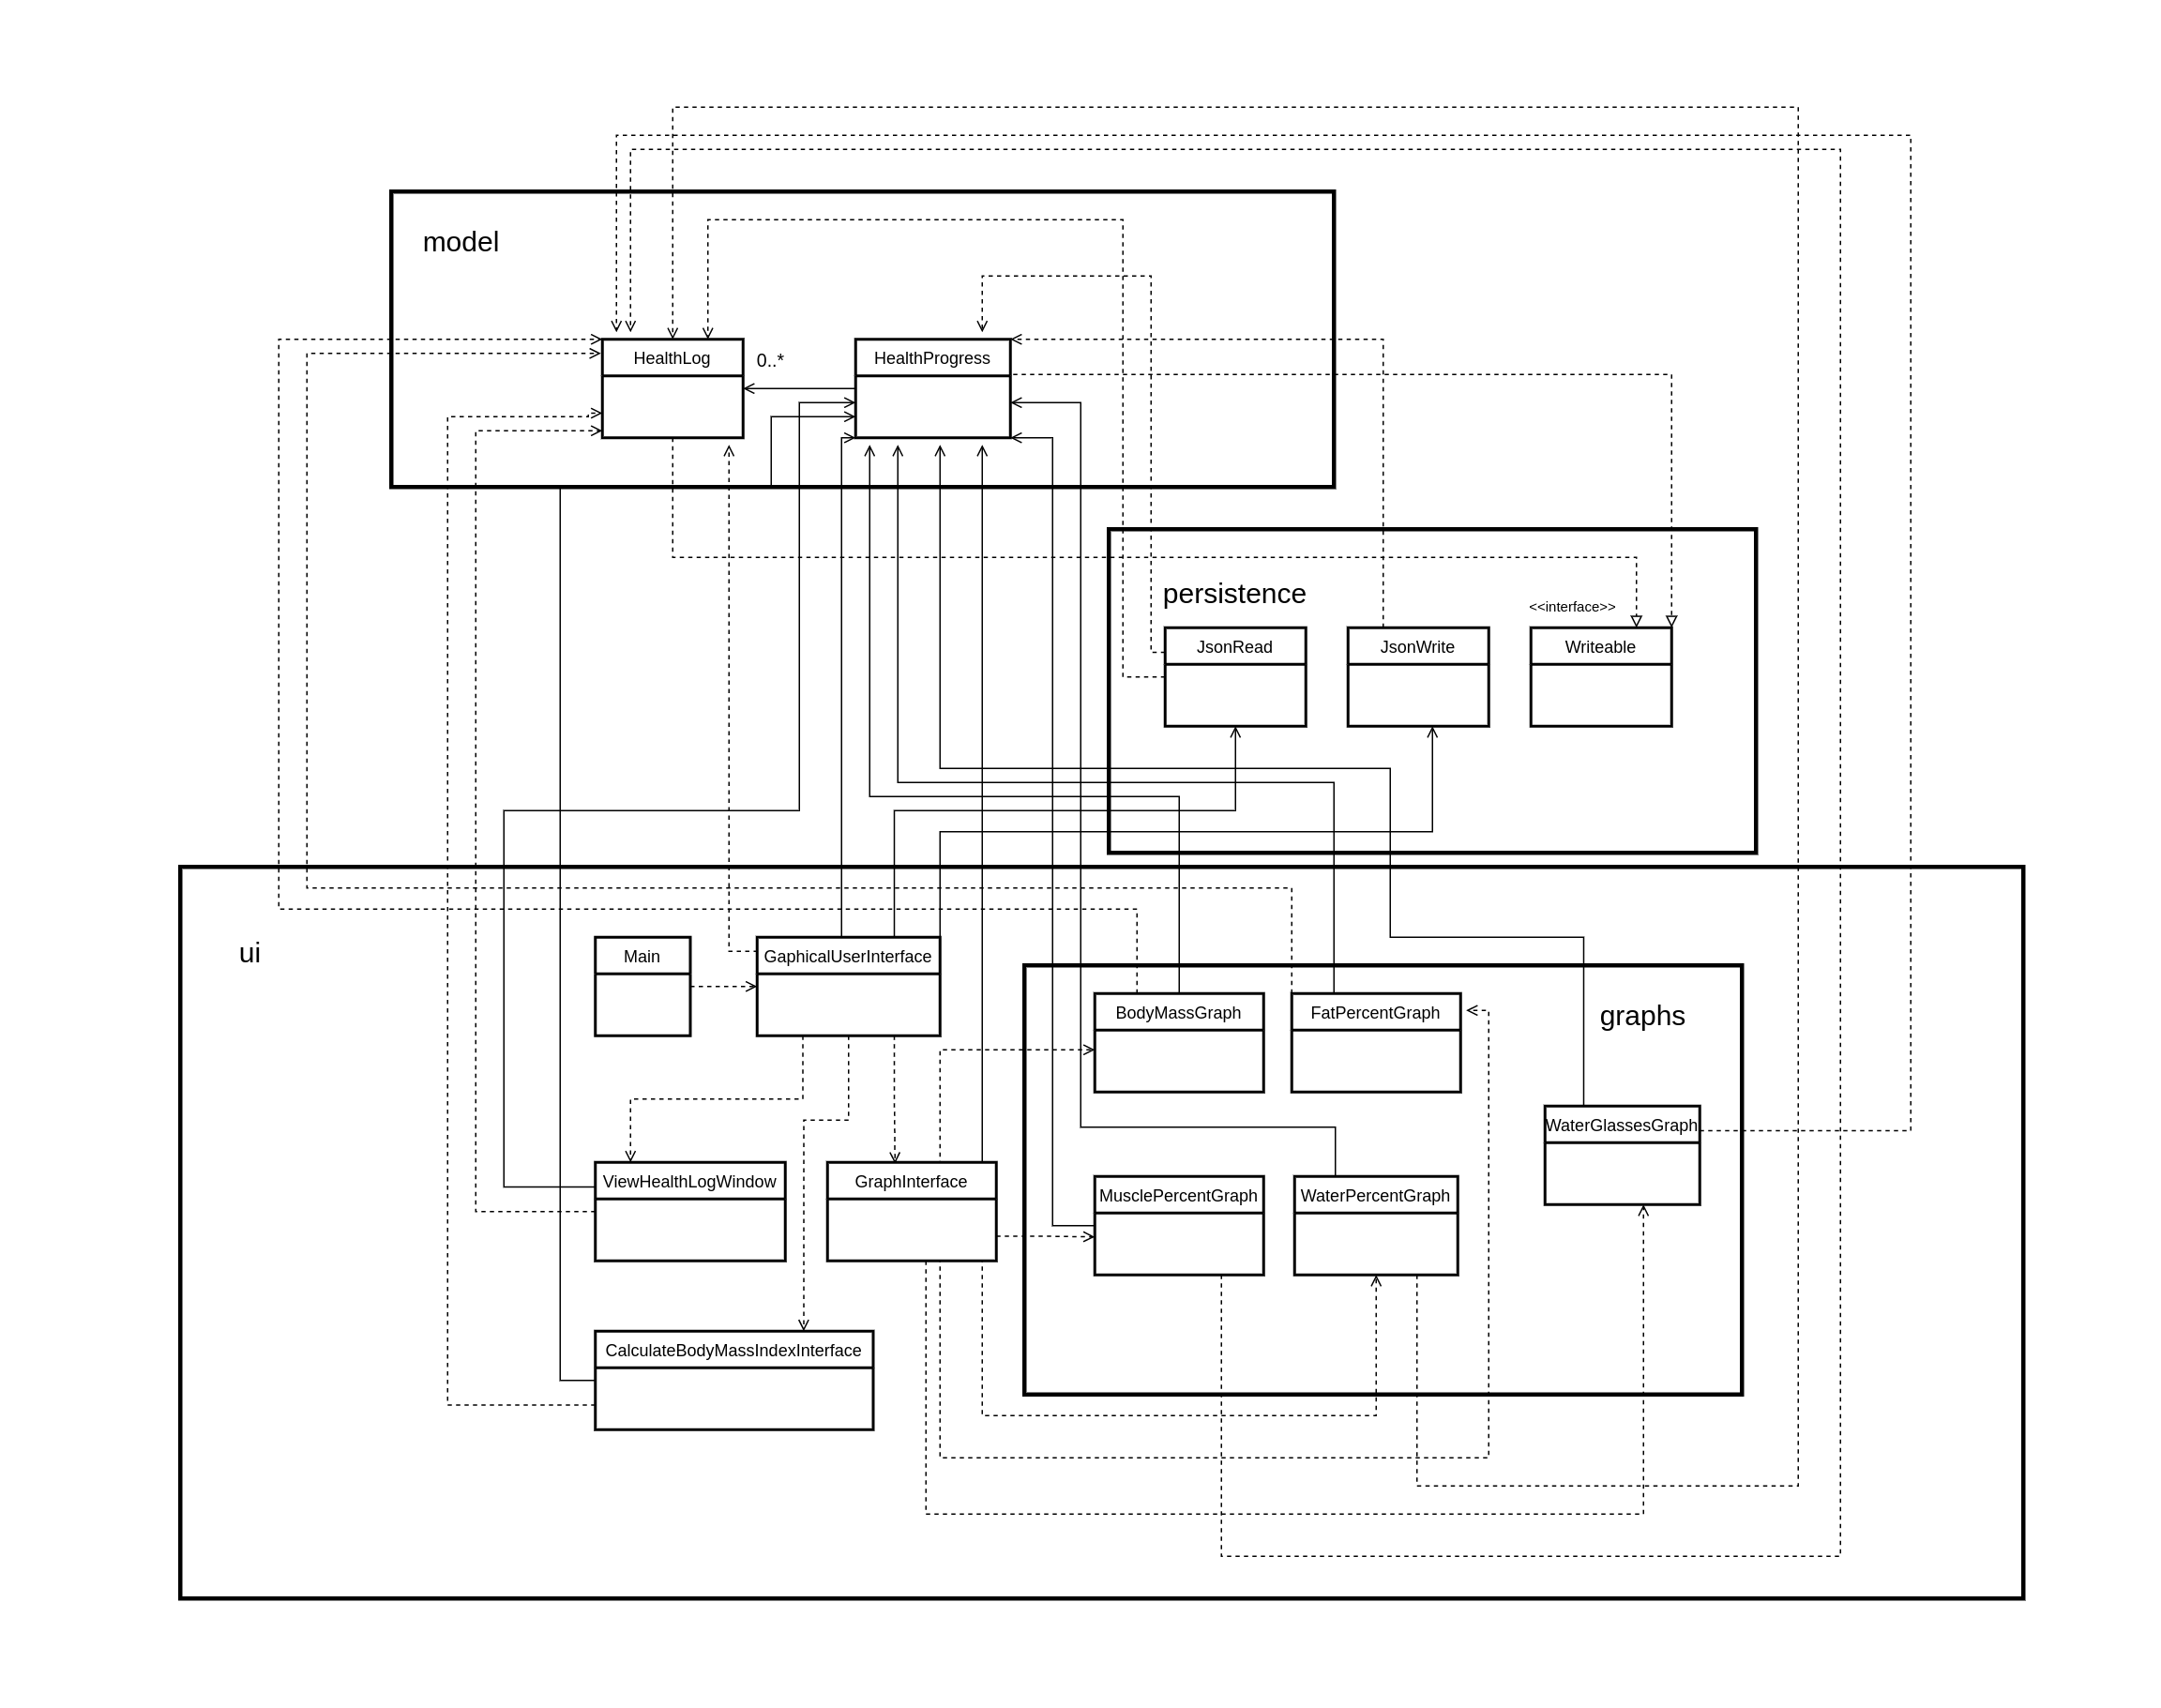 model
HealthLog
0..*
HealthProgress
persistence
<<interface>>
JsonRead
JsonWrite
Writeable
ui
Main
GaphicalUserInterface
graphs
BodyMassGraph
FatPercentGraph
WaterGlassesGraph
ViewHealthLogWindow
GraphInterface
MusclePercentGraph
WaterPercentGraph
CalculateBodyMassIndexInterface